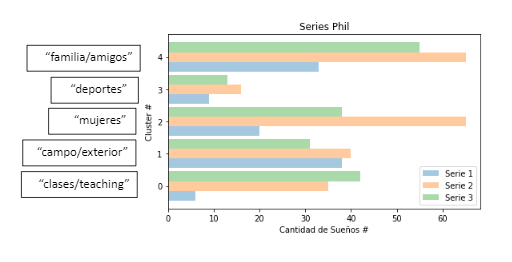 Series Phil
“familia/amigos”
“deportes”
“mujeres”
“campo/exterior”
“clases/teaching”
Cluster #
4
3
2
1
0
Serie 1
Serie 2
Serie 3
0 10 20 30 40 50 60
Cantidad de Sueños #